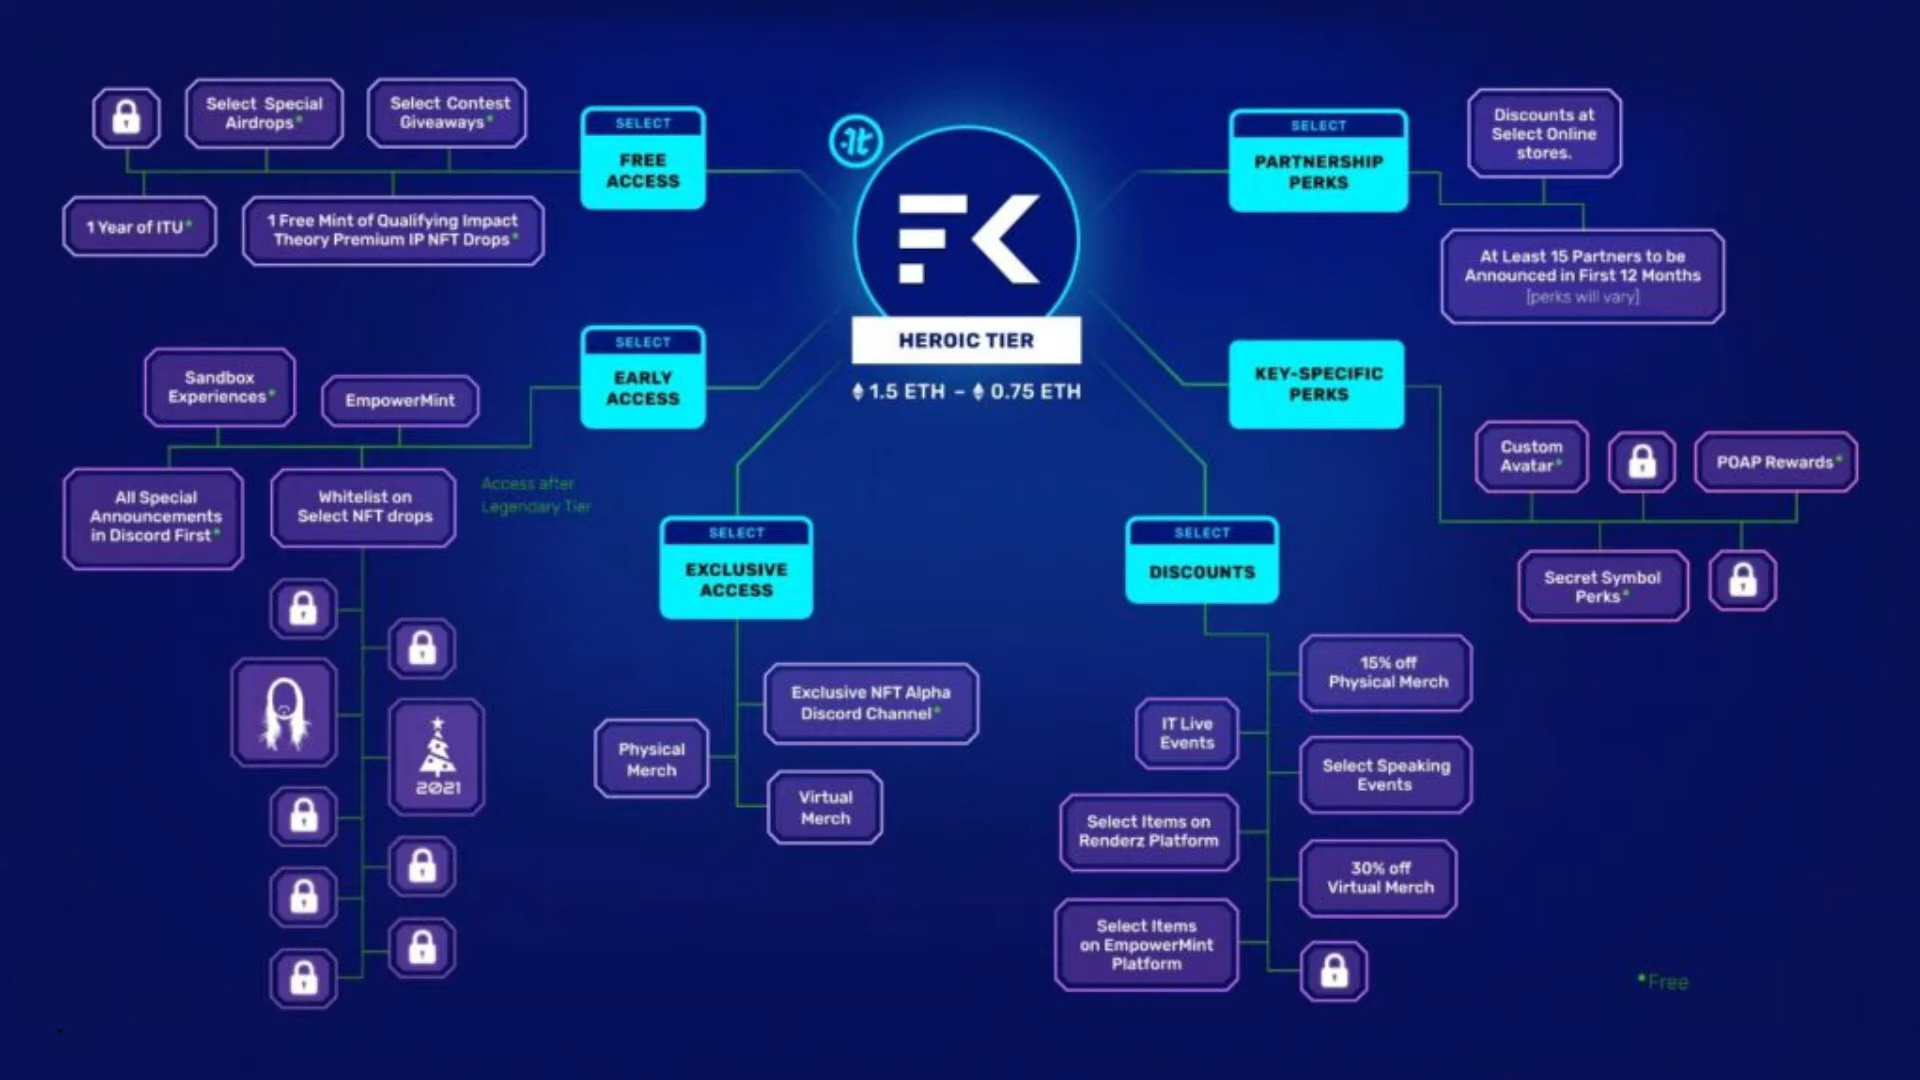 Select Special
Airdrops*
Select Contest
Giveaways*
SELECT
FREE
ACCESS
1 Year of ITU*
1 Free Mint of Qualifying Impact
Theory Premium IP NFT Drops*
it
FK
HEROIC TIER
1.5 ETH – 0.75 ETH
SELECT
PARTNERSHIP
PERKS
Discounts at
Select Online
stores.
At Least 15 Partners to be
Announced in First 12 Months
[perks will vary]
SELECT
EARLY
ACCESS
Sandbox
Experiences*
EmpowerMint
All Special
Announcements
in Discord First*
Whitelist on
Select NFT drops
Access after
Legendary Tier
2021
KEY-SPECIFIC
PERKS
Custom
Avatar*
POAP Rewards*
Secret Symbol
Perks*
SELECT
EXCLUSIVE
ACCESS
Exclusive NFT Alpha
Discord Channel*
Physical
Merch
Virtual
Merch
SELECT
DISCOUNTS
15% off
Physical Merch
IT Live
Events
Select Speaking
Events
Select Items on
Renderz Platform
30% off
Virtual Merch
Select Items
on EmpowerMint
Platform
*Free